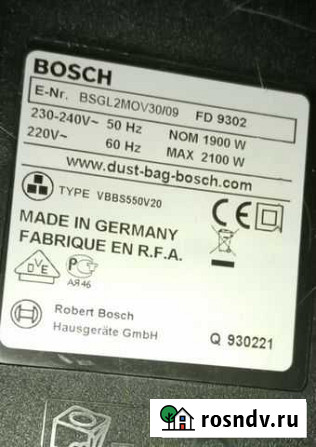 BOSCH
E-Nr. BSGL2MOV30/09 FD 9302
230-240V~ 50 Hz NOM 1900 W
220V~ 60 Hz MAX 2100 W
www.dust-bag-bosch.com
TYPE VBBS550V20
MADE IN GERMANY
FABRIQUE EN R.F.A.
CE
DVE
АЯ46
Robert Bosch
Hausgeräte GmbH
Q 930221
rosndv.ru